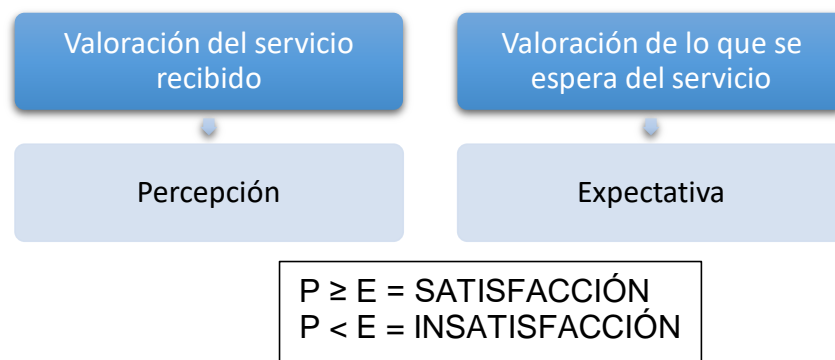 Valoración del servicio
recibido
Valoración de lo que se
espera del servicio
Percepción
Expectativa
P ≥ E = SATISFACCIÓN
P < E = INSATISFACCIÓN